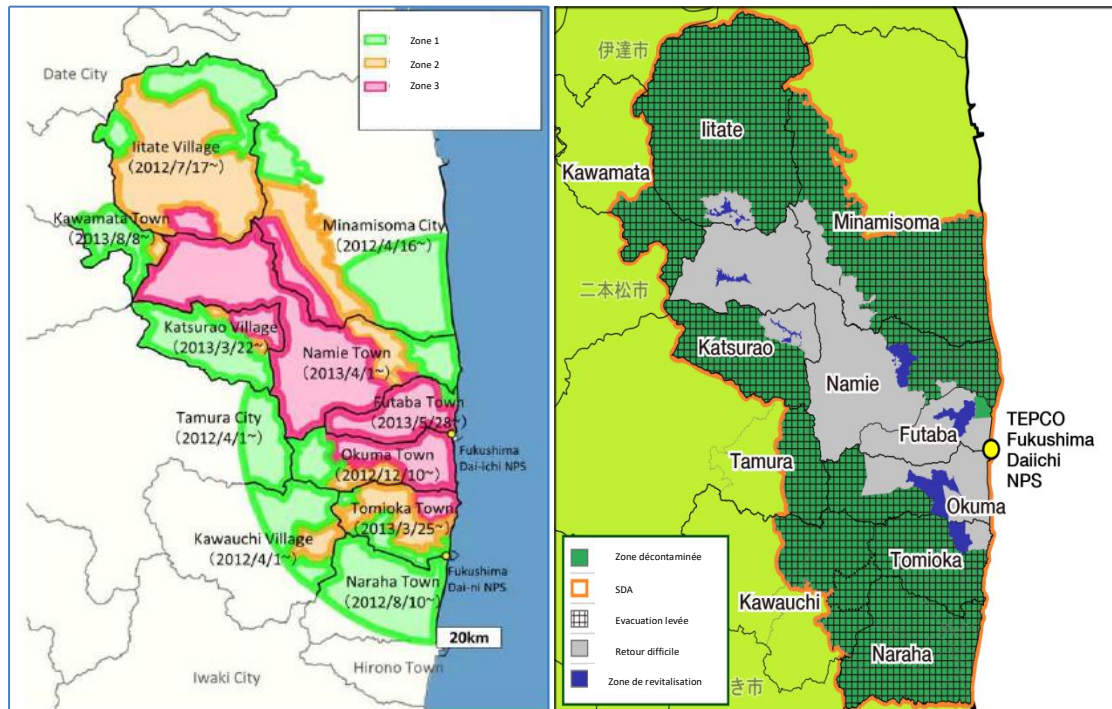 Zone 1
Zone 2
Zone 3
Date City
Iitate Village
(2012/7/17~)
Kawamata Town
(2013/8/8~)
Minamisoma City
(2012/4/16~)
Katsurao Village
(2013/3/22~)
Namie Town
(2013/4/1~)
Tamura City
(2012/4/1~)
Futaba Town
(2013/5/28~)
Okuma Town
(2012/12/10~)
Fukushima
Dai-ichi NPS
Tomioka Town
(2013/3/25~)
Kawauchi Village
(2012/4/1~)
Fukushima
Dai-ni NPS
Naraha Town
(2012/8/10~)
20km
Hirono Town
Iwaki City
伊達市
Iitate
Kawamata
Minamisoma
二本松市
Katsurao
Namie
Futaba
TEPCO
Fukushima
Daiichi
NPS
Tamura
Okuma
Tomioka
Kawauchi
Naraha
き市
Zone décontaminée
SDA
Evacuation levée
Retour difficile
Zone de revitalisation